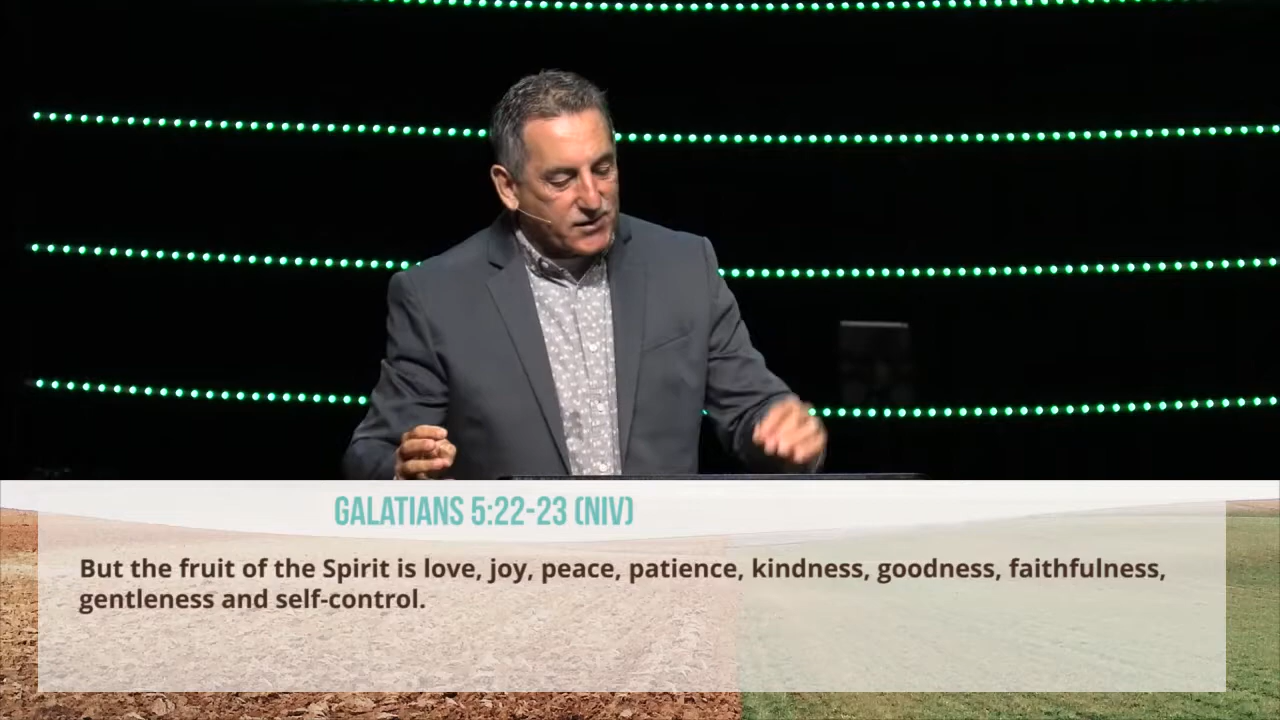 GALATIANS 5:22-23 (NIV)
But the fruit of the Spirit is love, joy, peace, patience, kindness, goodness, faithfulness,
gentleness and self-control.